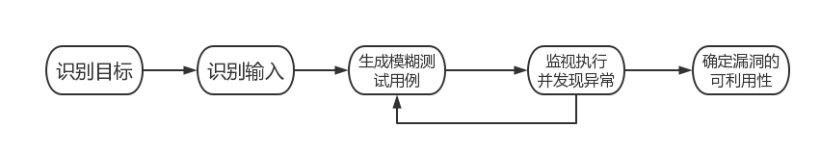 识别目标
识别输入
生成模糊测
试用例
监视执行
并发现异常
确定漏洞的
可利用性